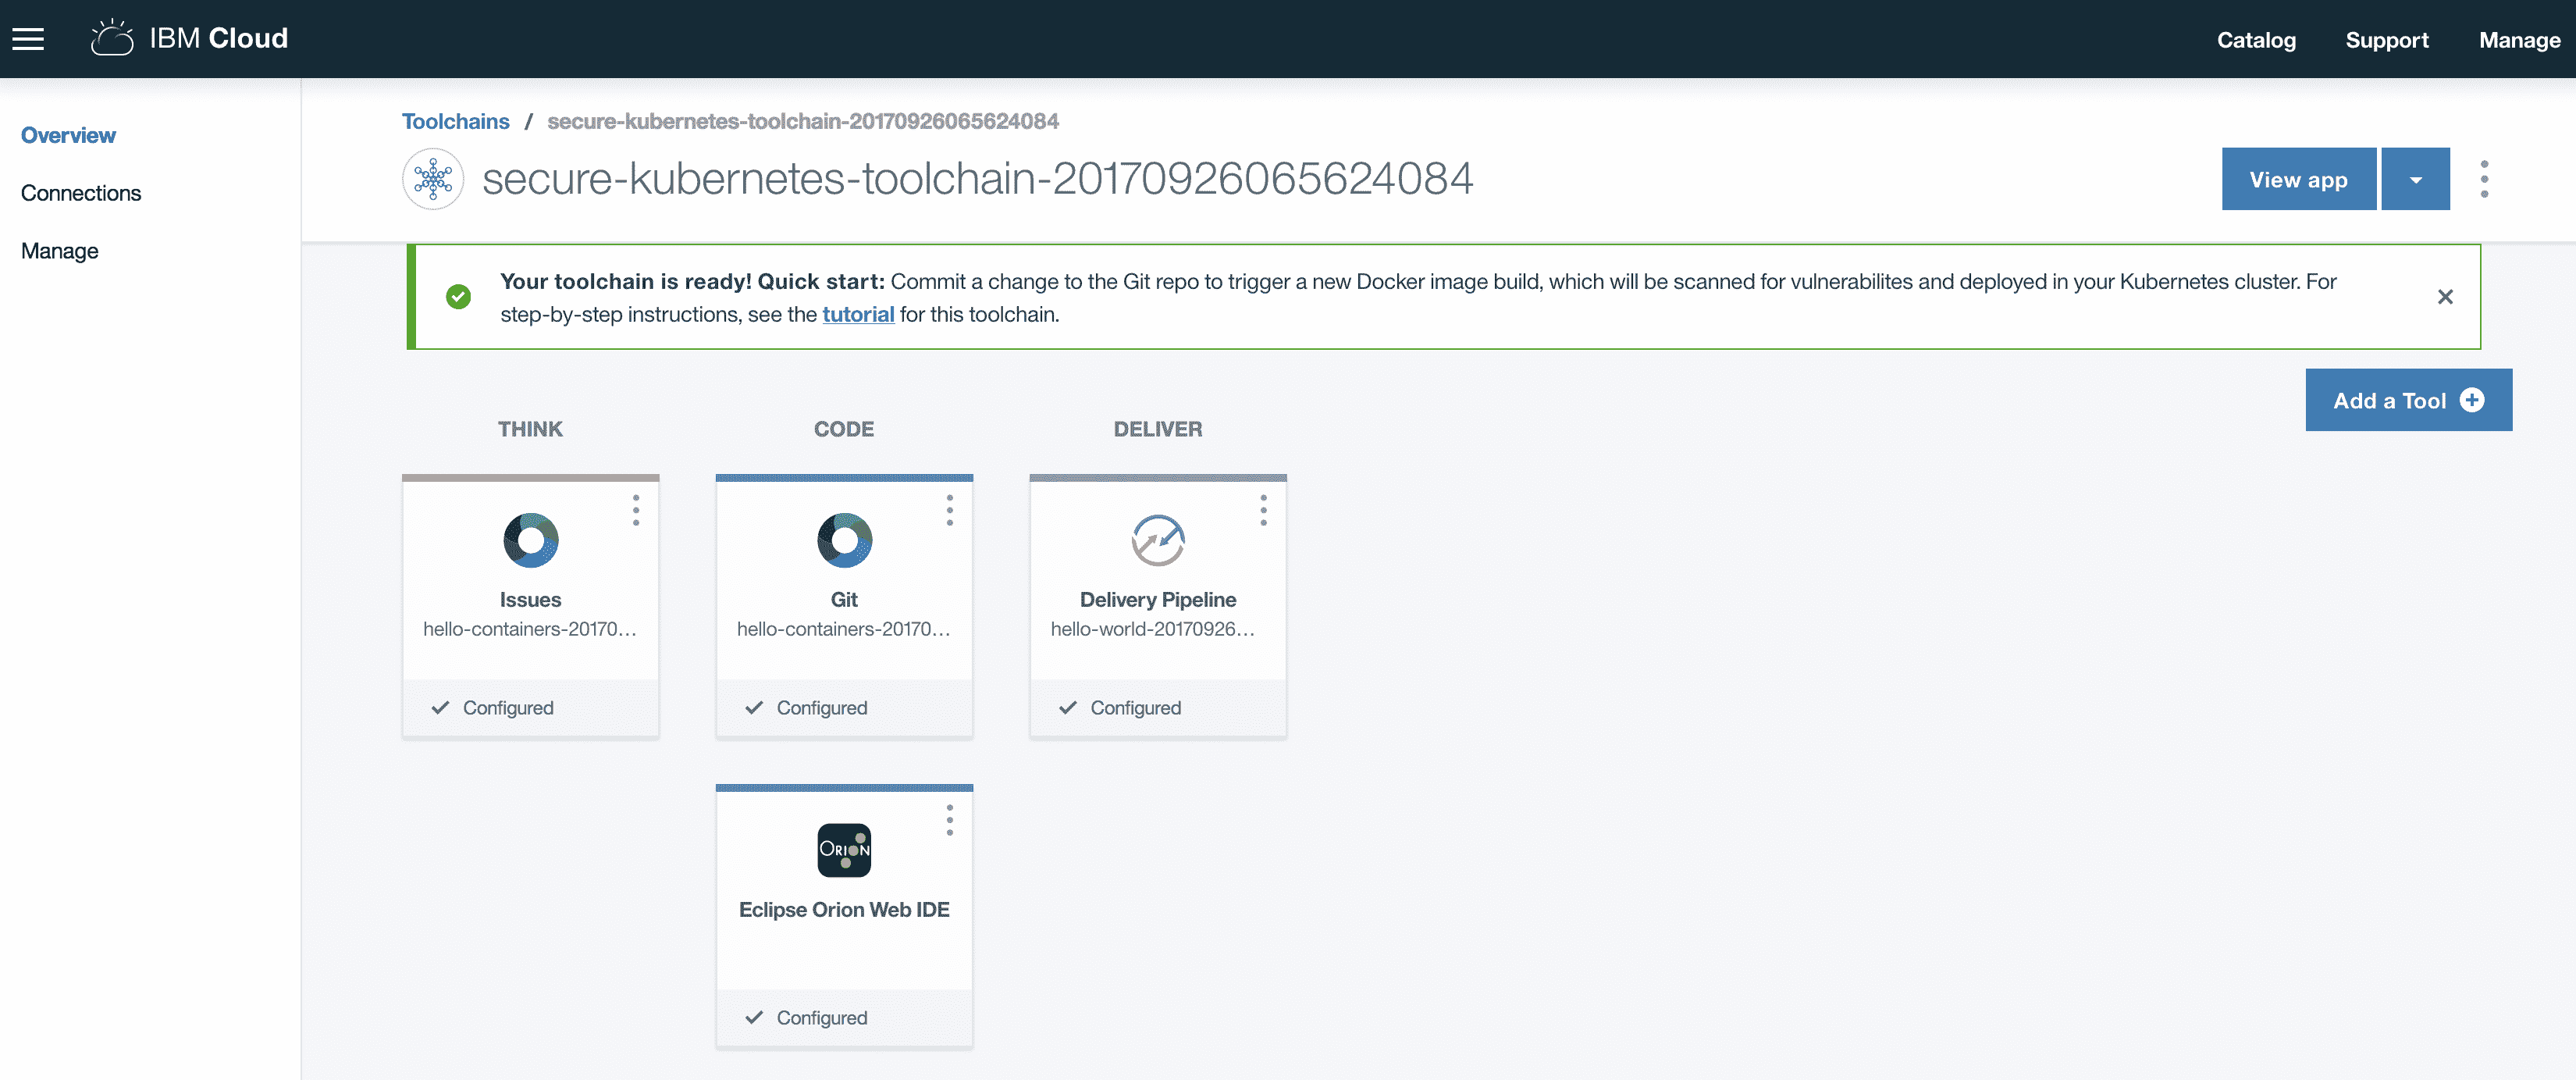 IBM Cloud
Catalog Support Manage
Overview
Connections
Manage
Toolchains / secure-kubernetes-toolchain-20170926065624084
secure-kubernetes-toolchain-20170926065624084
View app
Your toolchain is ready! Quick start: Commit a change to the Git repo to trigger a new Docker image build, which will be scanned for vulnerabilites and deployed in your Kubernetes cluster. For
step-by-step instructions, see the tutorial for this toolchain.
Add a Tool
THINK CODE DELIVER
Issues
hello-containers-20170...
Configured
Git
hello-containers-20170...
Configured
Delivery Pipeline
hello-world-20170926...
Configured
ORION
Eclipse Orion Web IDE
Configured